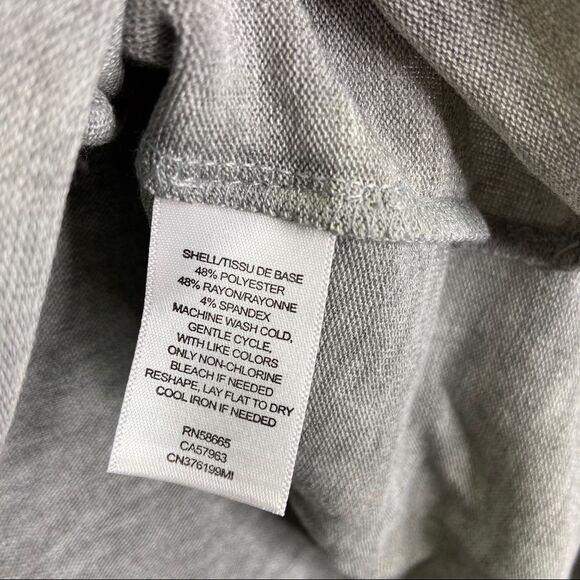 SHELL/TISSU DE BASE
48% POLYESTER
48% RAYON/RAYONNE
4% SPANDEX
MACHINE WASH COLD,
GENTLE CYCLE,
WITH LIKE COLORS
ONLY NON-CHLORINE
BLEACH IF NEEDED
RESHAPE, LAY FLAT TO DRY
COOL IRON IF NEEDED
RN58665
CA57963
CN376199MI